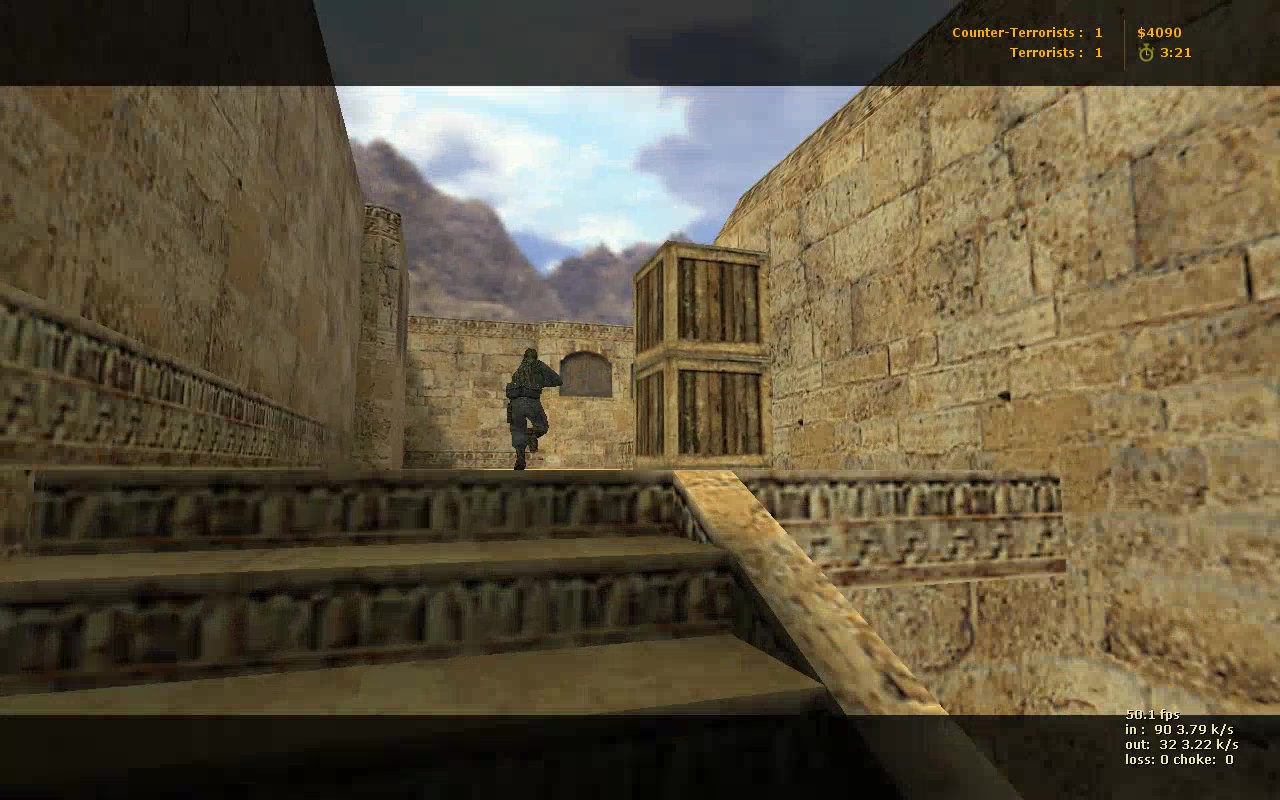 Counter-Terrorists : 1 $4090
Terrorists : 1 3:21
50.1 fps
in : 90 3.79 k/s
out: 32 3.22 k/s
loss: 0 choke: 0